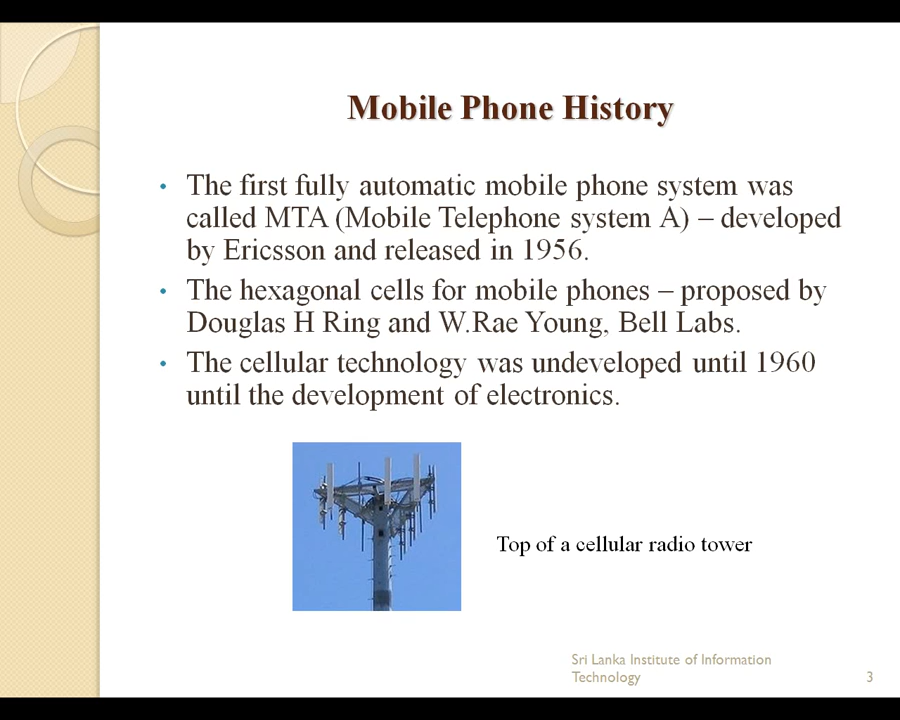 Mobile Phone History
• The first fully automatic mobile phone system was
called MTA (Mobile Telephone system A) – developed
by Ericsson and released in 1956.
• The hexagonal cells for mobile phones – proposed by
Douglas H Ring and W.Rae Young, Bell Labs.
• The cellular technology was undeveloped until 1960
until the development of electronics.
Top of a cellular radio tower
Sri Lanka Institute of Information
Technology
3